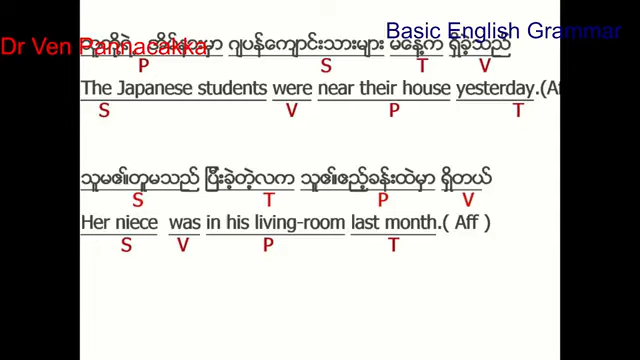 Basic English Grammar
Dr Ven Pannacakka
ဂျပန်ကျောင်းသားများ မနေ့က ရှိခဲ့သည်
P S T V
The Japanese students were near their house yesterday.(Af
S V P T
သူမ၏တူမသည် ပြီးခဲ့တဲ့လက သူ၏ဧည့်ခန်းထဲမှာ ရှိတယ်
S T P V
Her niece was in his living-room last month.( Aff )
S V P T